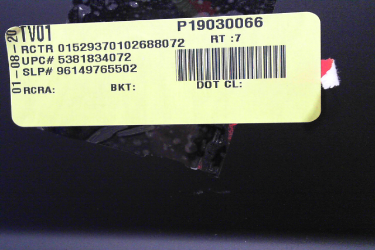 TV01 P19030066
RCTR 01529370102688072 RT :7
UPC# 5381834072
SLP# 96149765502
RCRA: BKT: DOT CL:
01-08-20